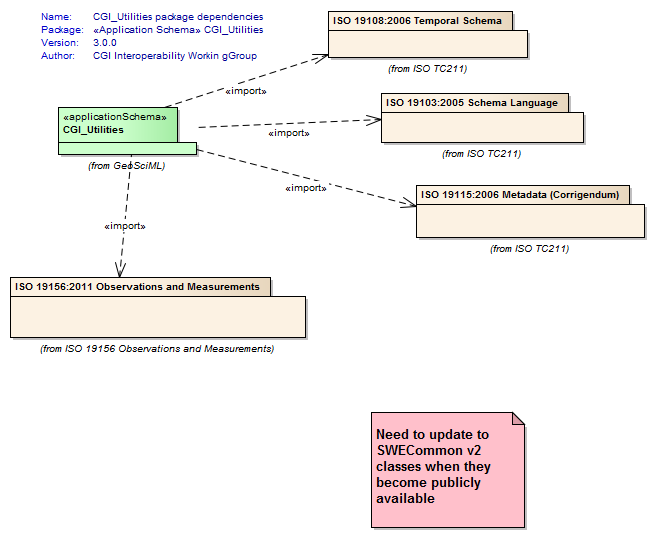 Name: CGI_Utilities package dependencies
Package: «Application Schema» CGI_Utilities
Version: 3.0.0
Author: CGI Interoperability Workin gGroup
ISO 19108:2006 Temporal Schema
(from ISO TC211)
«import»
ISO 19103:2005 Schema Language
(from ISO TC211)
«import»
«applicationSchema»
CGI_Utilities
(from GeoSciML)
«import»
ISO 19115:2006 Metadata (Corrigendum)
(from ISO TC211)
«import»
ISO 19156:2011 Observations and Measurements
(from ISO 19156 Observations and Measurements)
Need to update to
SWECommon v2
classes when they
become publicly
available